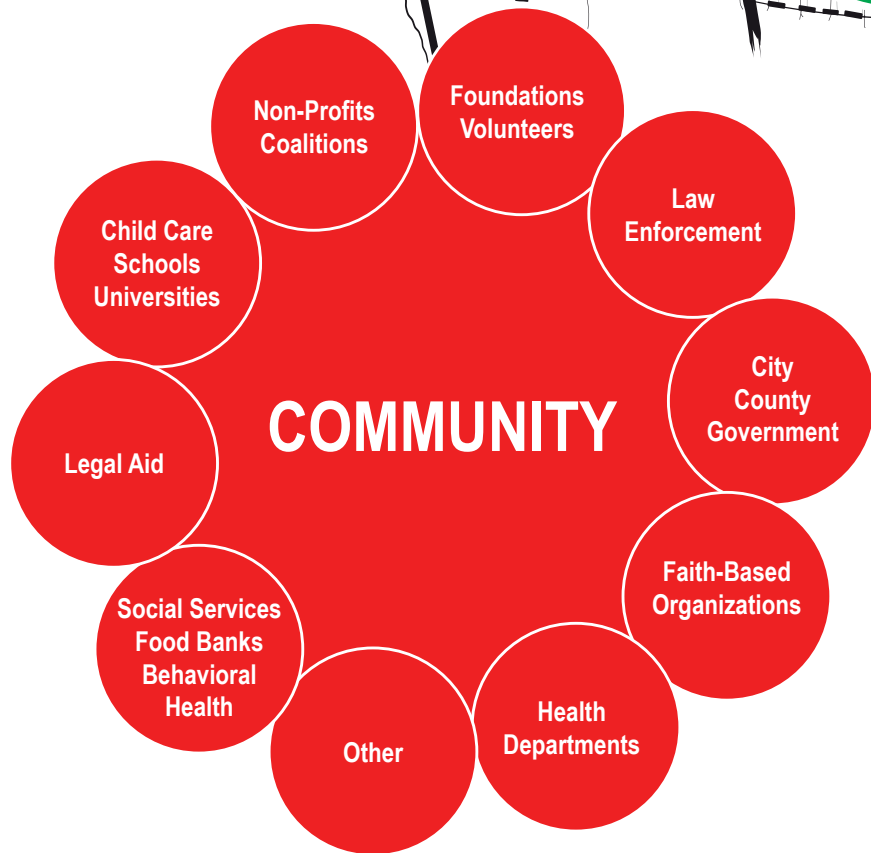 Foundations
Volunteers
Non-Profits
Coalitions
Law
Enforcement
Child Care
Schools
Universities
City
County
Government
COMMUNITY
Legal Aid
Faith-Based
Organizations
Social Services
Food Banks
Behavioral
Health
Health
Departments
Other